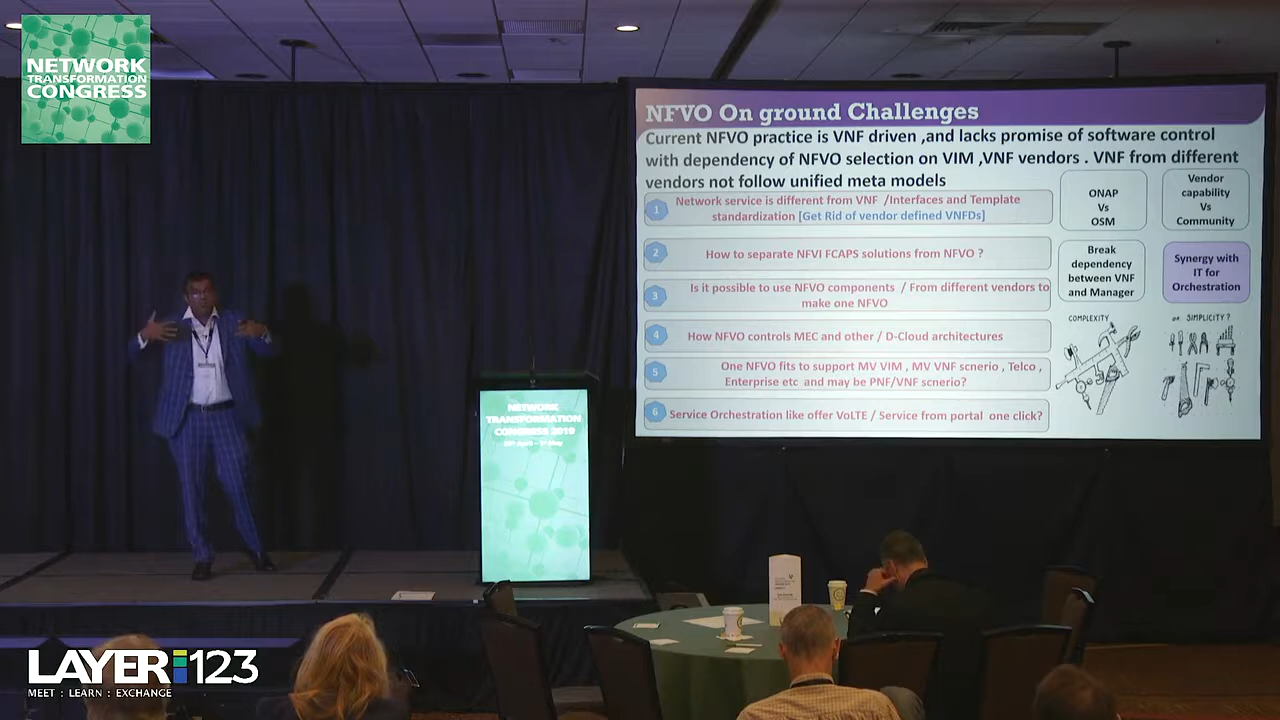 NETWORK
TRANSFORMATION
CONGRESS
NFVO On ground Challenges
Current NFVO practice is VNF driven ,and lacks promise of software control
with dependency of NFVO selection on VIM ,VNF vendors . VNF from different
vendors not follow unified meta models
1
Network service is different from VNF /Interfaces and Template
standardization [Get Rid of vendor defined VNFDs]
2
How to separate NFVI FCAPS solutions from NFVO ?
3
Is it possible to use NFVO components / From different vendors to
make one NFVO
4
How NFVO controls MEC and other / D-Cloud architectures
5
One NFVO fits to support MV VIM , MV VNF scnerio , Telco ,
Enterprise etc and may be PNF/VNF scnerio?
6
Service Orchestration like offer VoLTE / Service from portal one click?
ONAP
Vs
OSM
Vendor
capability
Vs
Community
Break
dependency
between VNF
and Manager
Synergy with
IT for
Orchestration
COMPLEXITY
OR SIMPLICITY?
NETWORK
TRANSFORMATION
CONGRESS 2019
LAYER123
MEET : LEARN : EXCHANGE